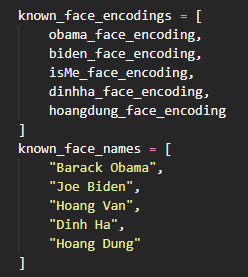 known_face_encodings = [
    obama_face_encoding,
    biden_face_encoding,
    isMe_face_encoding,
    dinhha_face_encoding,
    hoangdung_face_encoding
]
known_face_names = [
    "Barack Obama",
    "Joe Biden",
    "Hoang Van",
    "Dinh Ha",
    "Hoang Dung"
]